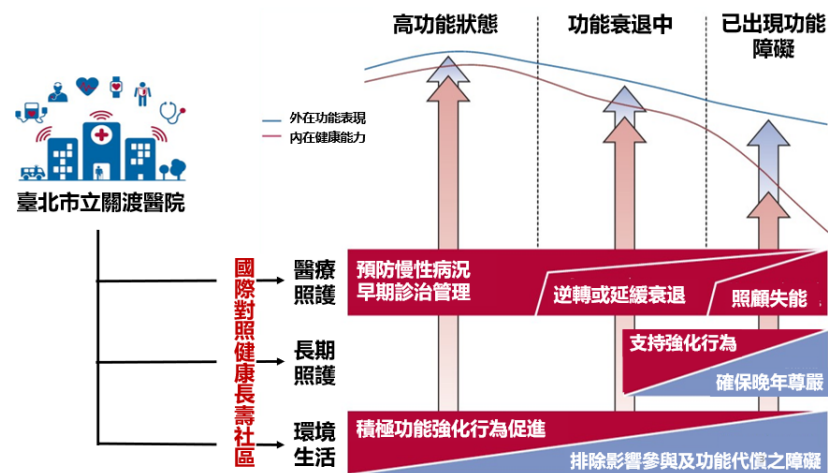 高功能狀態
功能衰退中
已出現功能
障礙
外在功能表現
內在健康能力
臺北市立關渡醫院
國際對照健康長壽社區
醫療
照護
預防慢性病況
早期診治管理
逆轉或延緩衰退
照顧失能
長期
照護
支持強化行為
確保晚年尊嚴
環境
生活
積極功能強化行為促進
排除影響參與及功能代償之障礙